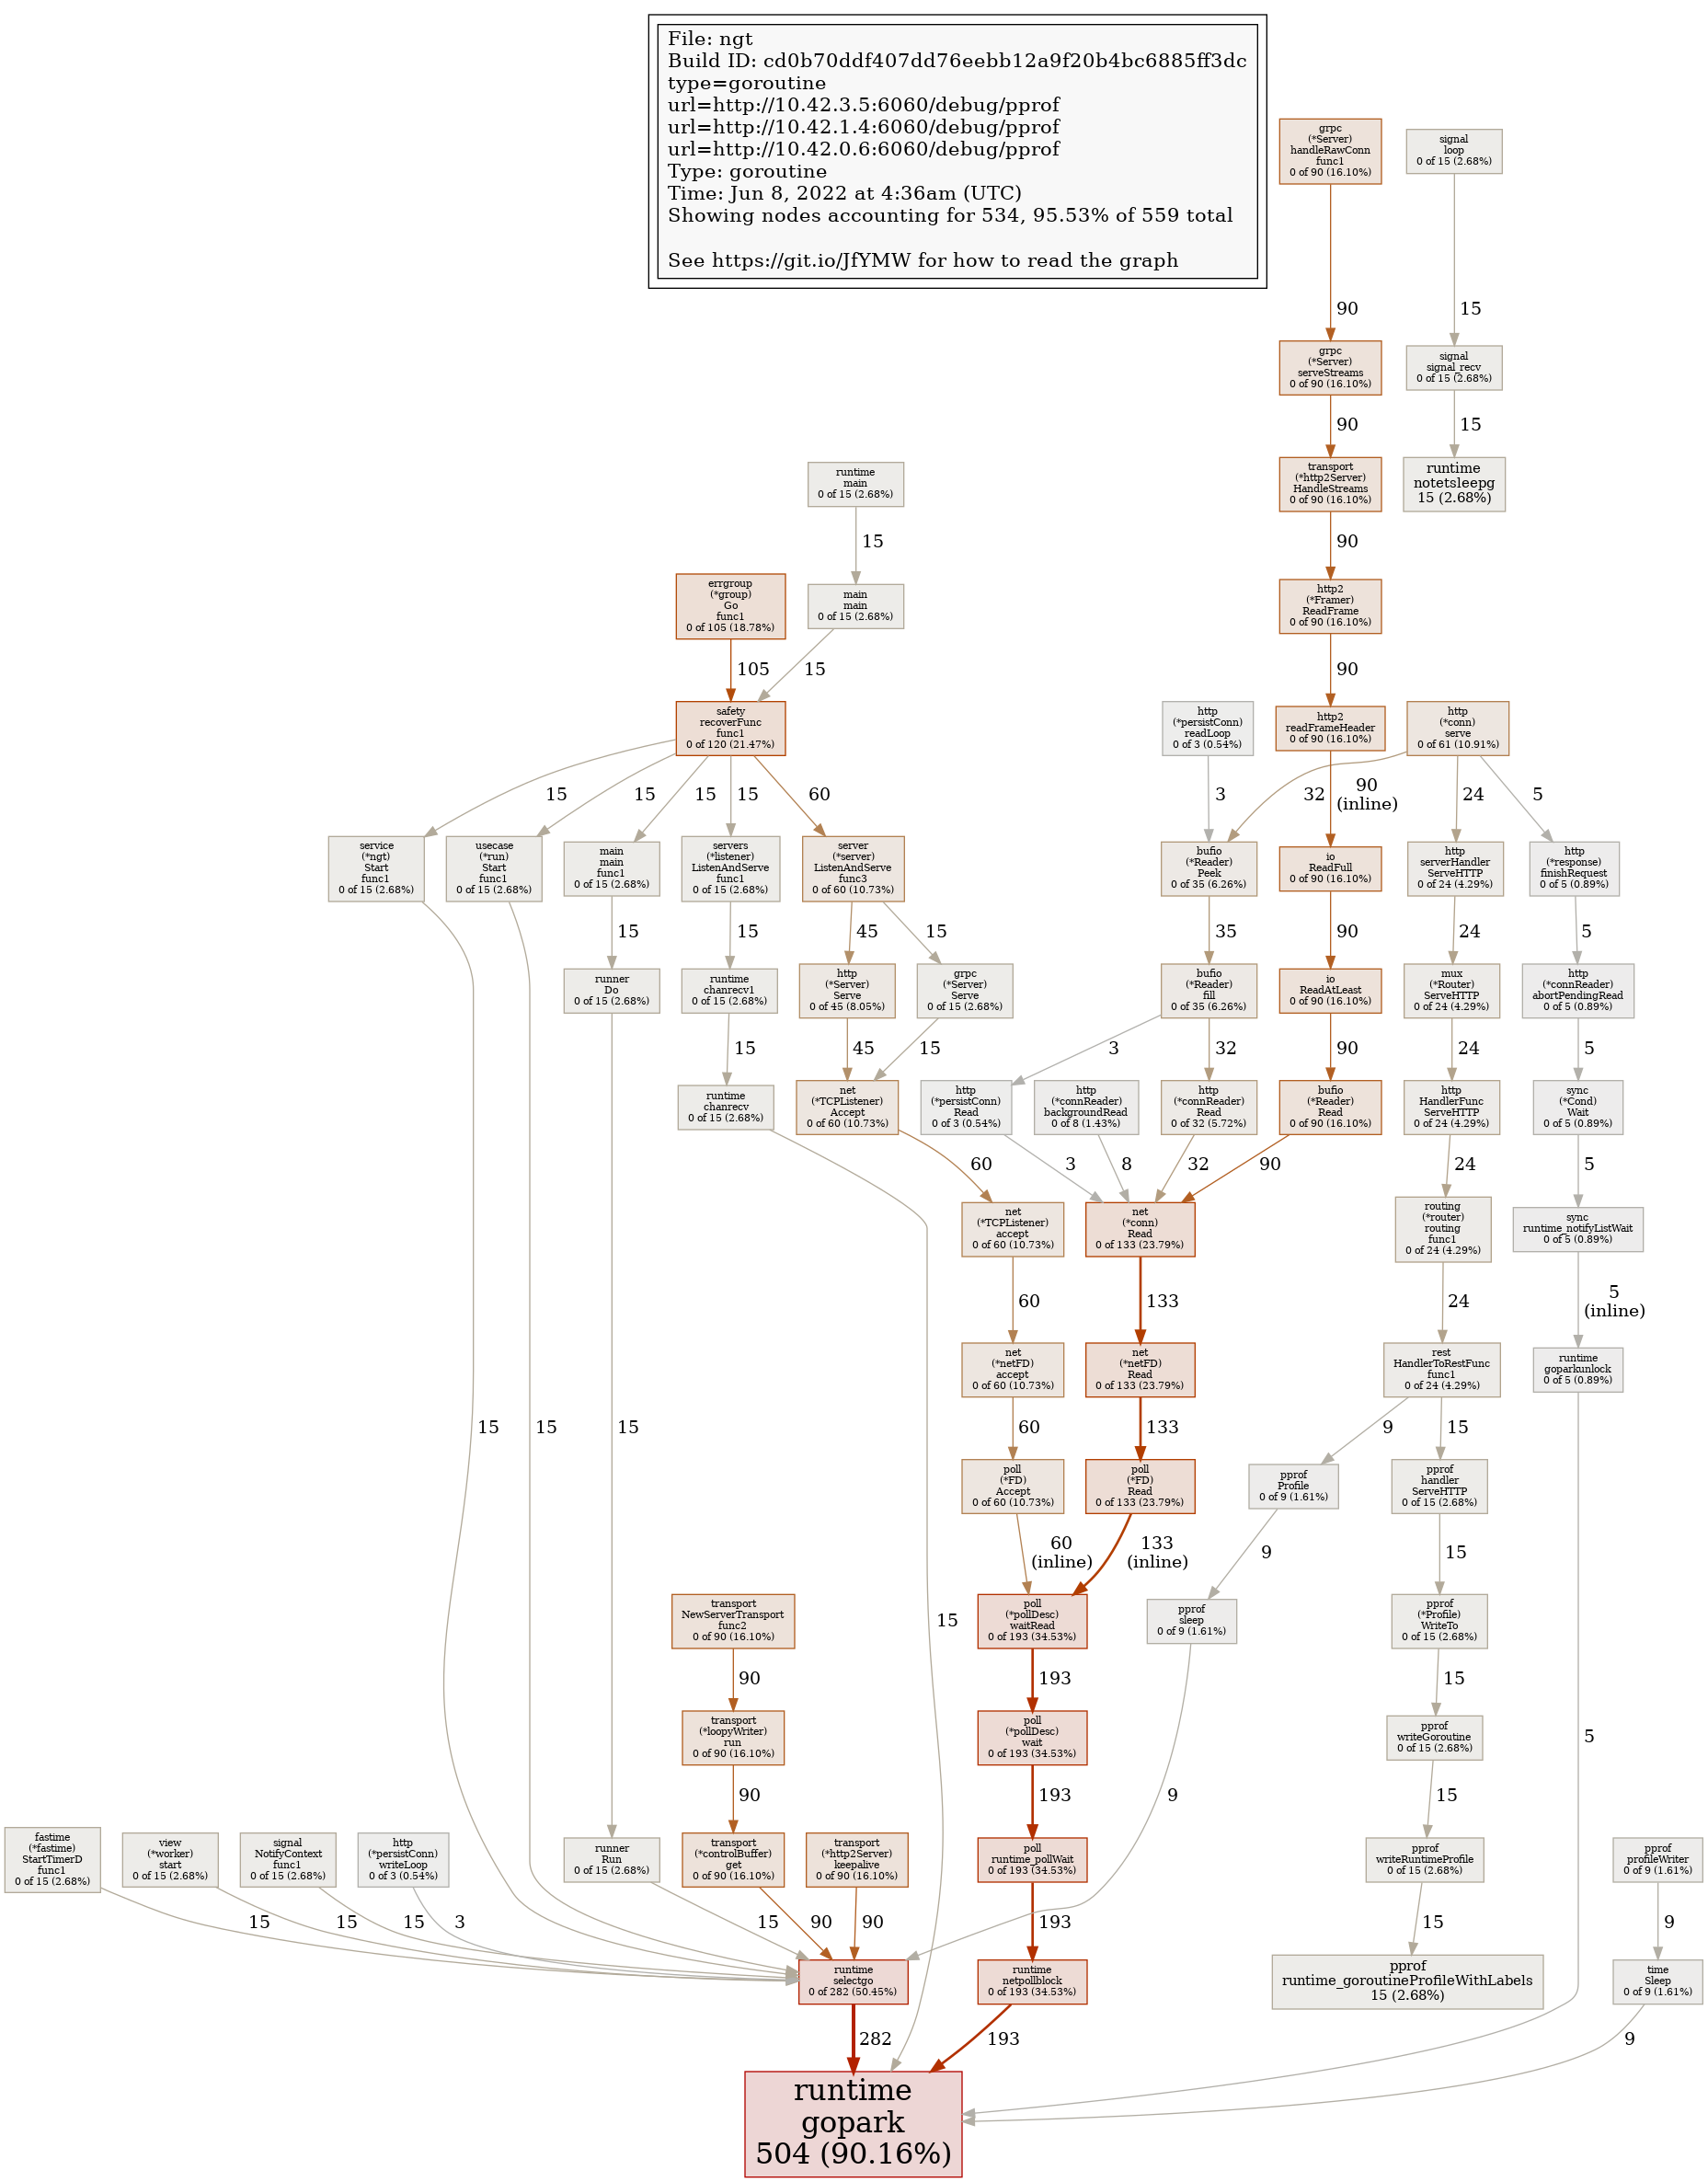 File: ngt
Build ID: cd0b70ddf407dd76eebb12a9f20b4bc6885ff3dc
type=goroutine
url=http://10.42.3.5:6060/debug/pprof
url=http://10.42.1.4:6060/debug/pprof
url=http://10.42.0.6:6060/debug/pprof
Type: goroutine
Time: Jun 8, 2022 at 4:36am (UTC)
Showing nodes accounting for 534, 95.53% of 559 total
See https://git.io/JfYMW for how to read the graph
grpc
(*Server)
handleRawConn
func1
0 of 90 (16.10%)
signal
loop
0 of 15 (2.68%)
90
15
grpc
(*Server)
serveStreams
0 of 90 (16.10%)
signal
signal_recv
0 of 15 (2.68%)
90
15
runtime
main
0 of 15 (2.68%)
transport
(*http2Server)
HandleStreams
0 of 90 (16.10%)
runtime
notetsleepg
15 (2.68%)
15
90
errgroup
(*group)
Go
func1
0 of 105 (18.78%)
main
main
0 of 15 (2.68%)
http2
(*Framer)
ReadFrame
0 of 90 (16.10%)
105
15
90
safety
recoverFunc
func1
0 of 120 (21.47%)
http
(*persistConn)
readLoop
0 of 3 (0.54%)
http2
readFrameHeader
0 of 90 (16.10%)
http
(*conn)
serve
0 of 61 (10.91%)
15
15
15
15
60
3
32
90
(inline)
24
5
service
(*ngt)
Start
func1
0 of 15 (2.68%)
usecase
(*run)
Start
func1
0 of 15 (2.68%)
main
main
func1
0 of 15 (2.68%)
servers
(*listener)
ListenAndServe
func1
0 of 15 (2.68%)
server
(*server)
ListenAndServe
func3
0 of 60 (10.73%)
bufio
(*Reader)
Peek
0 of 35 (6.26%)
io
ReadFull
0 of 90 (16.10%)
http
serverHandler
ServeHTTP
0 of 24 (4.29%)
http
(*response)
finishRequest
0 of 5 (0.89%)
15
15
45
15
35
90
24
5
runner
Do
0 of 15 (2.68%)
runtime
chanrecv1
0 of 15 (2.68%)
http
(*Server)
Serve
0 of 45 (8.05%)
grpc
(*Server)
Serve
0 of 15 (2.68%)
bufio
(*Reader)
fill
0 of 35 (6.26%)
io
ReadAtLeast
0 of 90 (16.10%)
mux
(*Router)
ServeHTTP
0 of 24 (4.29%)
http
(*connReader)
abortPendingRead
0 of 5 (0.89%)
15
45
15
3
32
90
24
5
runtime
chanrecv
0 of 15 (2.68%)
net
(*TCPListener)
Accept
0 of 60 (10.73%)
http
(*persistConn)
Read
0 of 3 (0.54%)
http
(*connReader)
backgroundRead
0 of 8 (1.43%)
http
(*connReader)
Read
0 of 32 (5.72%)
bufio
(*Reader)
Read
0 of 90 (16.10%)
http
HandlerFunc
ServeHTTP
0 of 24 (4.29%)
sync
(*Cond)
Wait
0 of 5 (0.89%)
60
3
8
32
90
24
5
net
(*TCPListener)
accept
0 of 60 (10.73%)
net
(*conn)
Read
0 of 133 (23.79%)
routing
(*router)
routing
func1
0 of 24 (4.29%)
sync
runtime_notifyListWait
0 of 5 (0.89%)
60
133
24
5
(inline)
net
(*netFD)
accept
0 of 60 (10.73%)
net
(*netFD)
Read
0 of 133 (23.79%)
rest
HandlerToRestFunc
func1
0 of 24 (4.29%)
runtime
goparkunlock
0 of 5 (0.89%)
15
15
15
60
133
9
15
poll
(*FD)
Accept
0 of 60 (10.73%)
poll
(*FD)
Read
0 of 133 (23.79%)
pprof
Profile
0 of 9 (1.61%)
pprof
handler
ServeHTTP
0 of 15 (2.68%)
60
(inline)
133
(inline)
9
15
transport
NewServerTransport
func2
0 of 90 (16.10%)
15
poll
(*pollDesc)
waitRead
0 of 193 (34.53%)
pprof
sleep
0 of 9 (1.61%)
pprof
(*Profile)
WriteTo
0 of 15 (2.68%)
90
193
15
transport
(*loopyWriter)
run
0 of 90 (16.10%)
poll
(*pollDesc)
wait
0 of 193 (34.53%)
pprof
writeGoroutine
0 of 15 (2.68%)
5
90
193
9
15
fastime
(*fastime)
StartTimerD
func1
0 of 15 (2.68%)
view
(*worker)
start
0 of 15 (2.68%)
signal
NotifyContext
func1
0 of 15 (2.68%)
http
(*persistConn)
writeLoop
0 of 3 (0.54%)
runner
Run
0 of 15 (2.68%)
transport
(*controlBuffer)
get
0 of 90 (16.10%)
transport
(*http2Server)
keepalive
0 of 90 (16.10%)
poll
runtime_pollWait
0 of 193 (34.53%)
pprof
writeRuntimeProfile
0 of 15 (2.68%)
pprof
profileWriter
0 of 9 (1.61%)
15
15
15
3
15
90
90
193
15
9
runtime
selectgo
0 of 282 (50.45%)
runtime
netpollblock
0 of 193 (34.53%)
pprof
runtime_goroutineProfileWithLabels
15 (2.68%)
time
Sleep
0 of 9 (1.61%)
282
193
9
runtime
gopark
504 (90.16%)